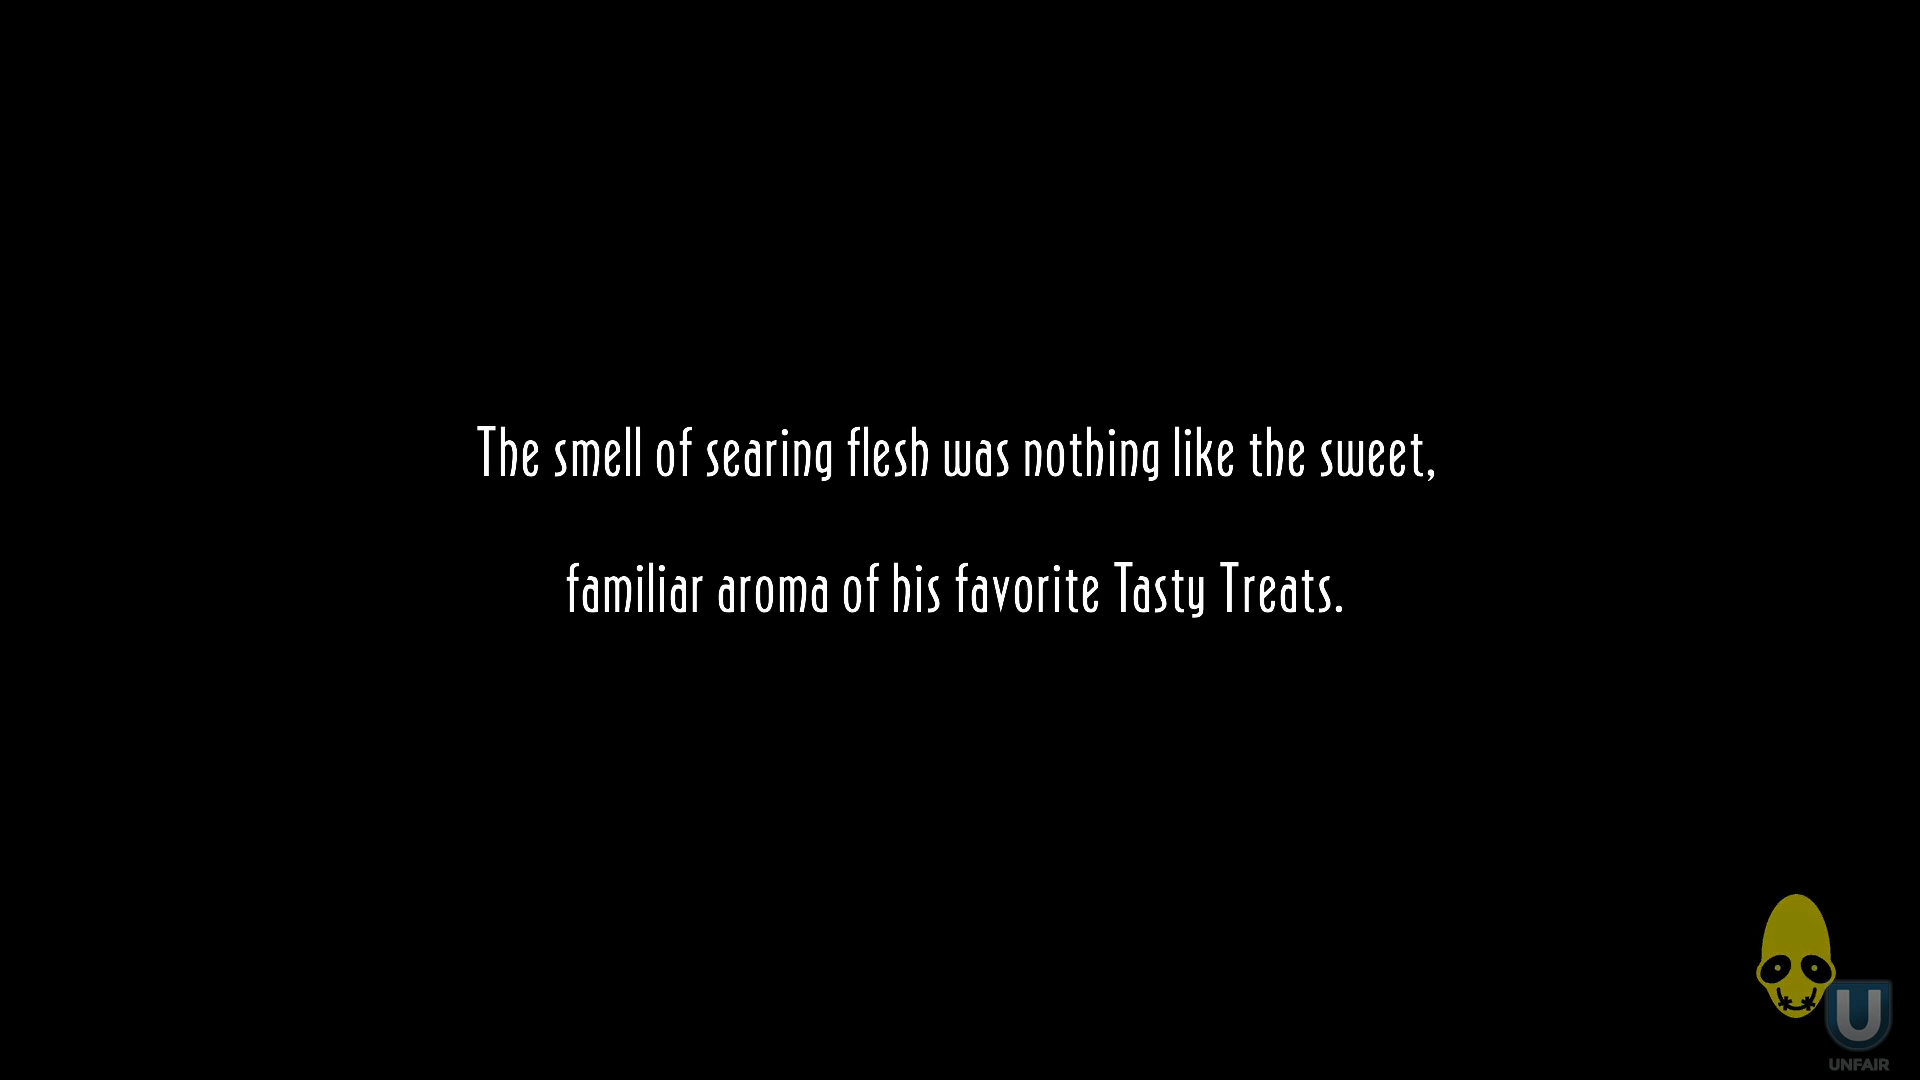 The smell of searing flesh was nothing like the sweet,
familiar aroma of his favorite Tasty Treats.
U
UNFAIR